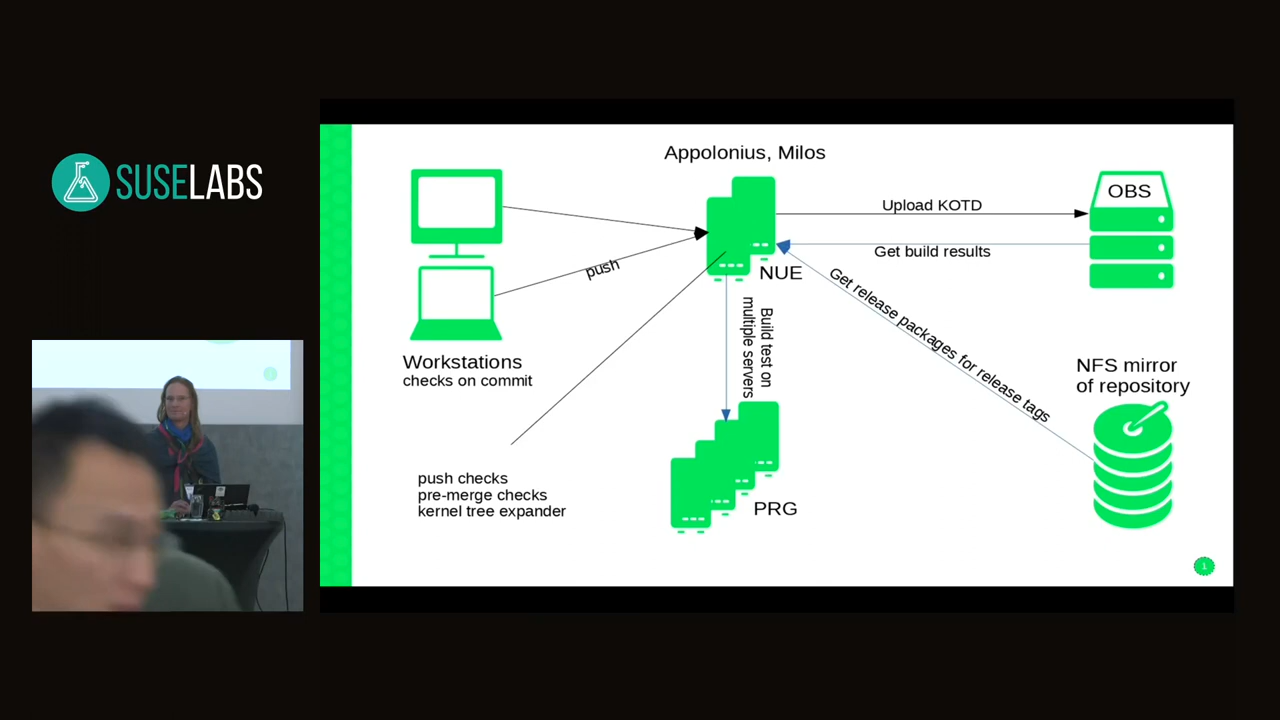 SUSELABS
Appolonius, Milos
OBS
Upload KOTD
Get build results
push
NUE
Get release packages for release tags
Build test on
multiple servers
Workstations
checks on commit
NFS mirror
of repository
push checks
pre-merge checks
kernel tree expander
PRG
1